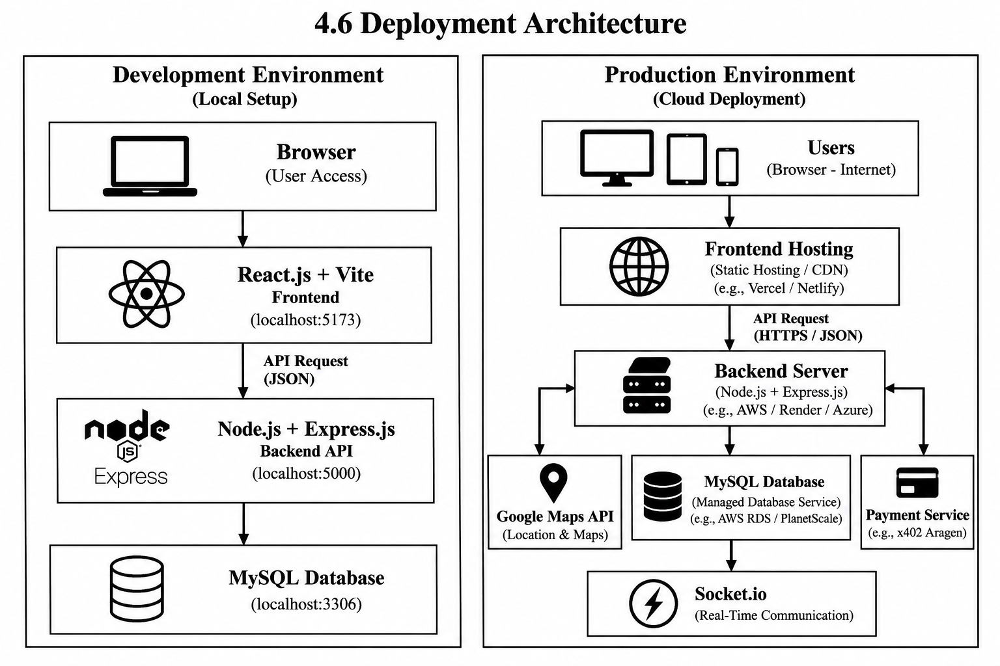 4.6 Deployment Architecture
Development Environment
(Local Setup)
Browser
(User Access)
React.js + Vite
Frontend
(localhost:5173)
API Request
(JSON)
node
JS
Express
Node.js + Express.js
Backend API
(localhost:5000)
MySQL Database
(localhost:3306)
Production Environment
(Cloud Deployment)
Users
(Browser - Internet)
Frontend Hosting
(Static Hosting / CDN)
(e.g., Vercel / Netlify)
API Request
(HTTPS / JSON)
Backend Server
(Node.js + Express.js)
(e.g., AWS / Render / Azure)
Google Maps API
(Location & Maps)
MySQL Database
(Managed Database Service)
(e.g., AWS RDS / PlanetScale)
Payment Service
(e.g., x402 Aragen)
Socket.io
(Real-Time Communication)